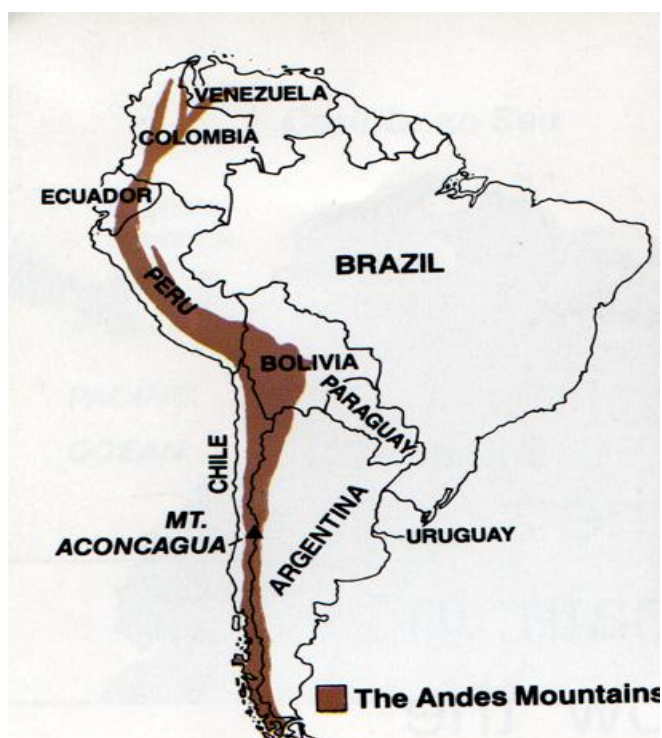 VENEZUELA
COLOMBIA
ECUADOR
PERU
BRAZIL
BOLIVIA
PARAGUAY
CHILE
MT.
ACONCAGUA
ARGENTINA
URUGUAY
The Andes Mountains